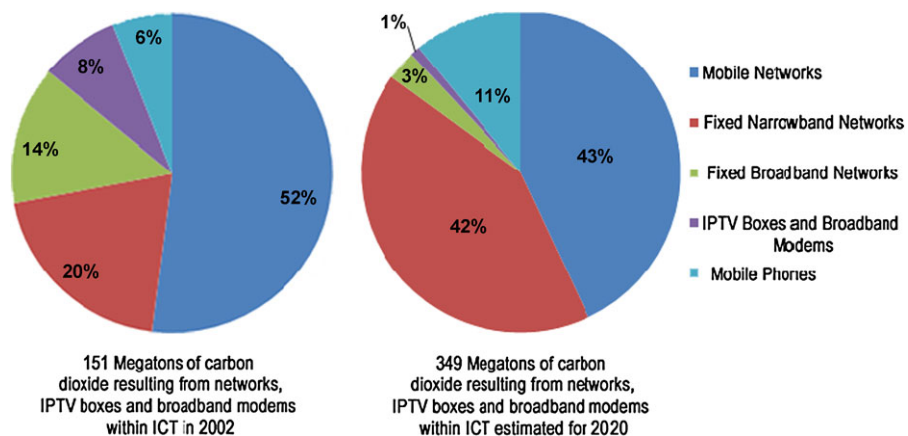 6%
8%
14%
20%
52%
1%
3%
11%
42%
43%
Mobile Networks
Fixed Narrowband Networks
Fixed Broadband Networks
IPTV Boxes and Broadband
Modems
Mobile Phones
151 Megatons of carbon
dioxide resulting from networks,
IPTV boxes and broadband modems
within ICT in 2002
349 Megatons of carbon
dioxide resulting from networks,
IPTV boxes and broadband modems
within ICT estimated for 2020